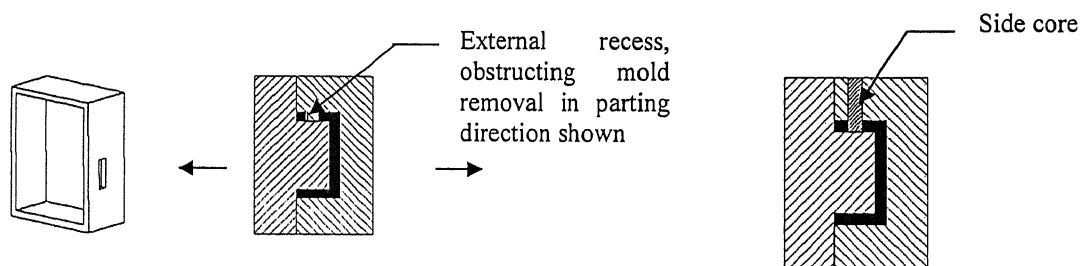 External recess,
obstructing mold
removal in parting
direction shown
Side core